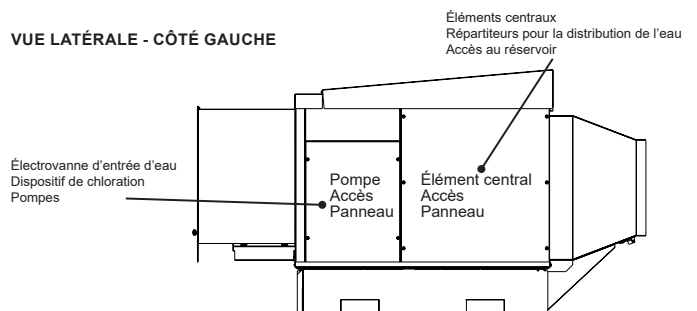 Éléments centraux
Répartiteurs pour la distribution de l'eau
Accès au réservoir
VUE LATÉRALE - CÔTÉ GAUCHE
Électrovanne d'entrée d'eau
Dispositif de chloration
Pompes
Pompe
Accès
Panneau
Élément central
Accès
Panneau